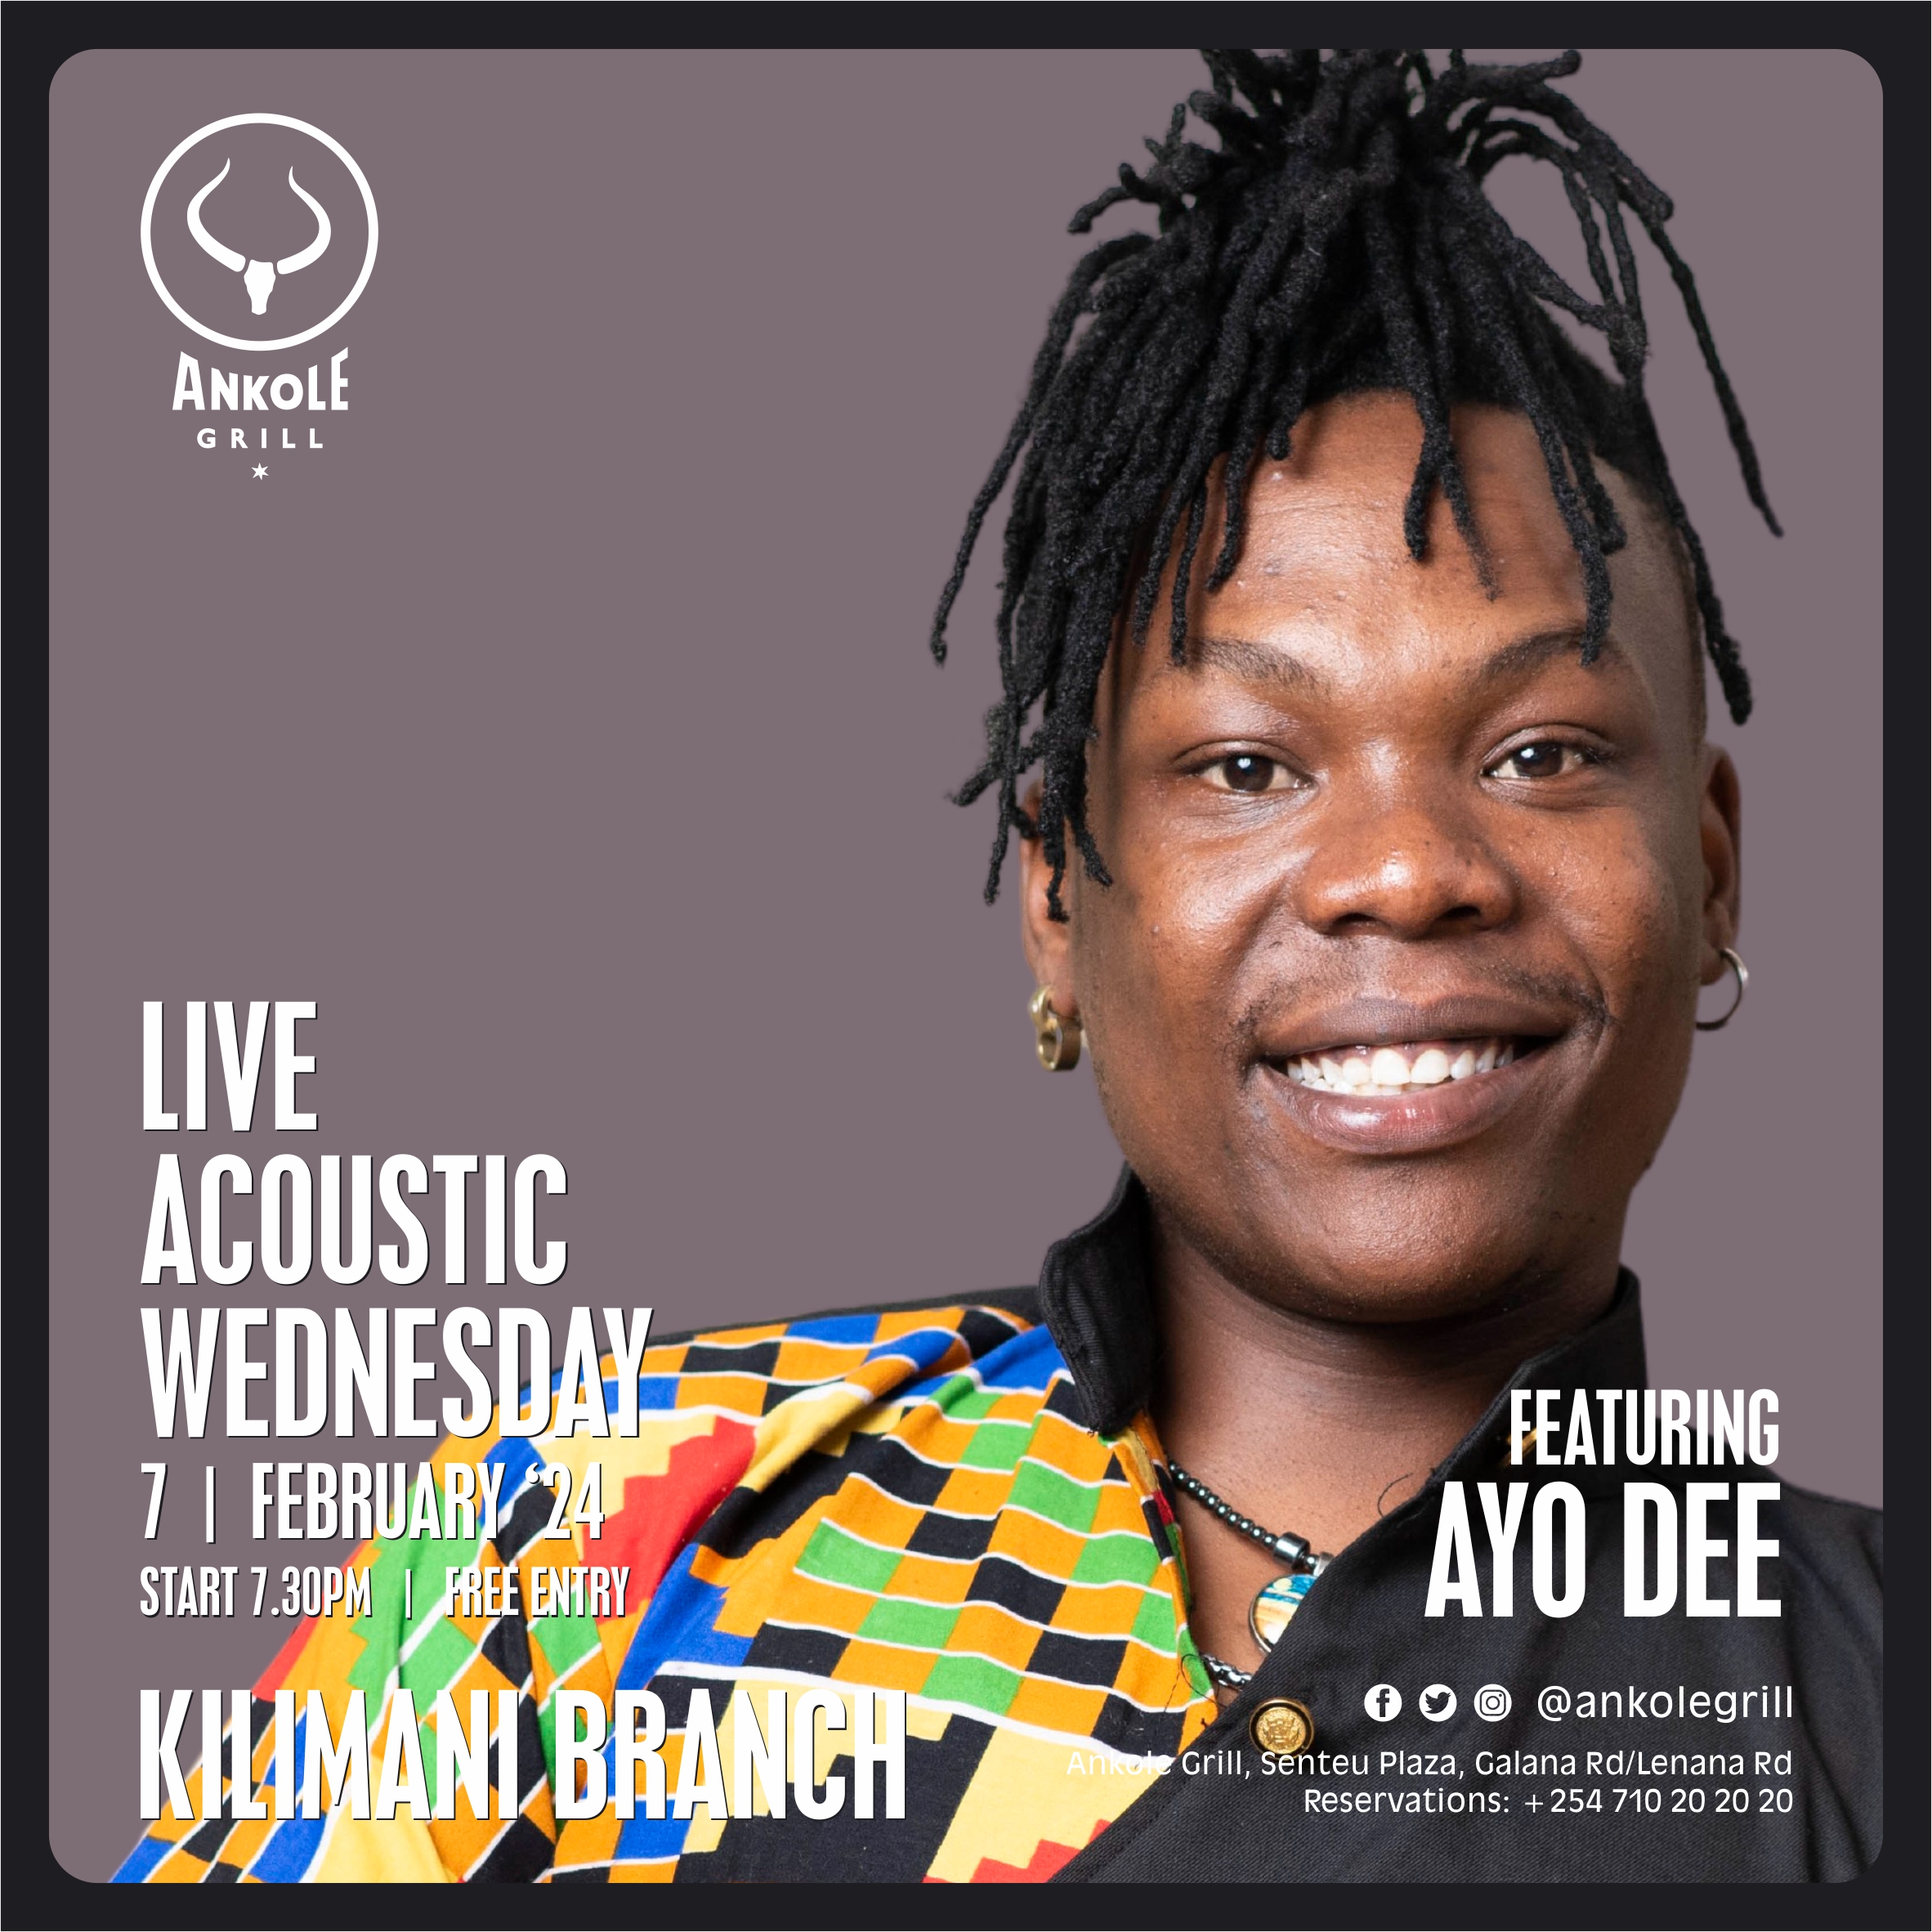 ANKOLE
GRILL
LIVE
ACOUSTIC
WEDNESDAY
7 | FEBRUARY ‘24
START 7.30PM | FREE ENTRY
KILIMANI BRANCH
FEATURING
AYO DEE
@ankolegrill
Ankole Grill, Senteu Plaza, Galana Rd/Lenana Rd
Reservations: +254 710 20 20 20